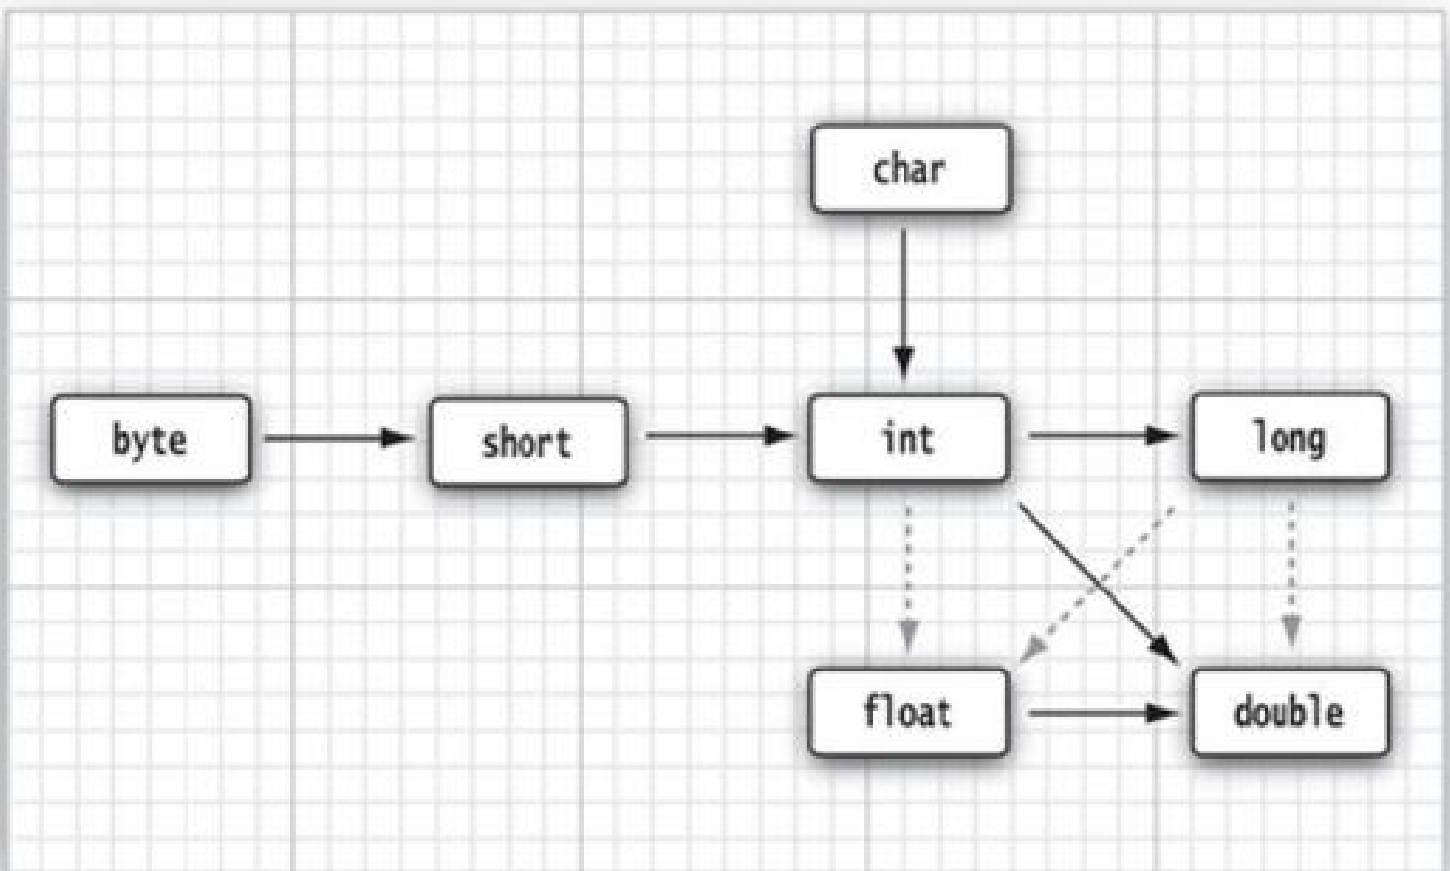 char
byte
short
int
long
float
double